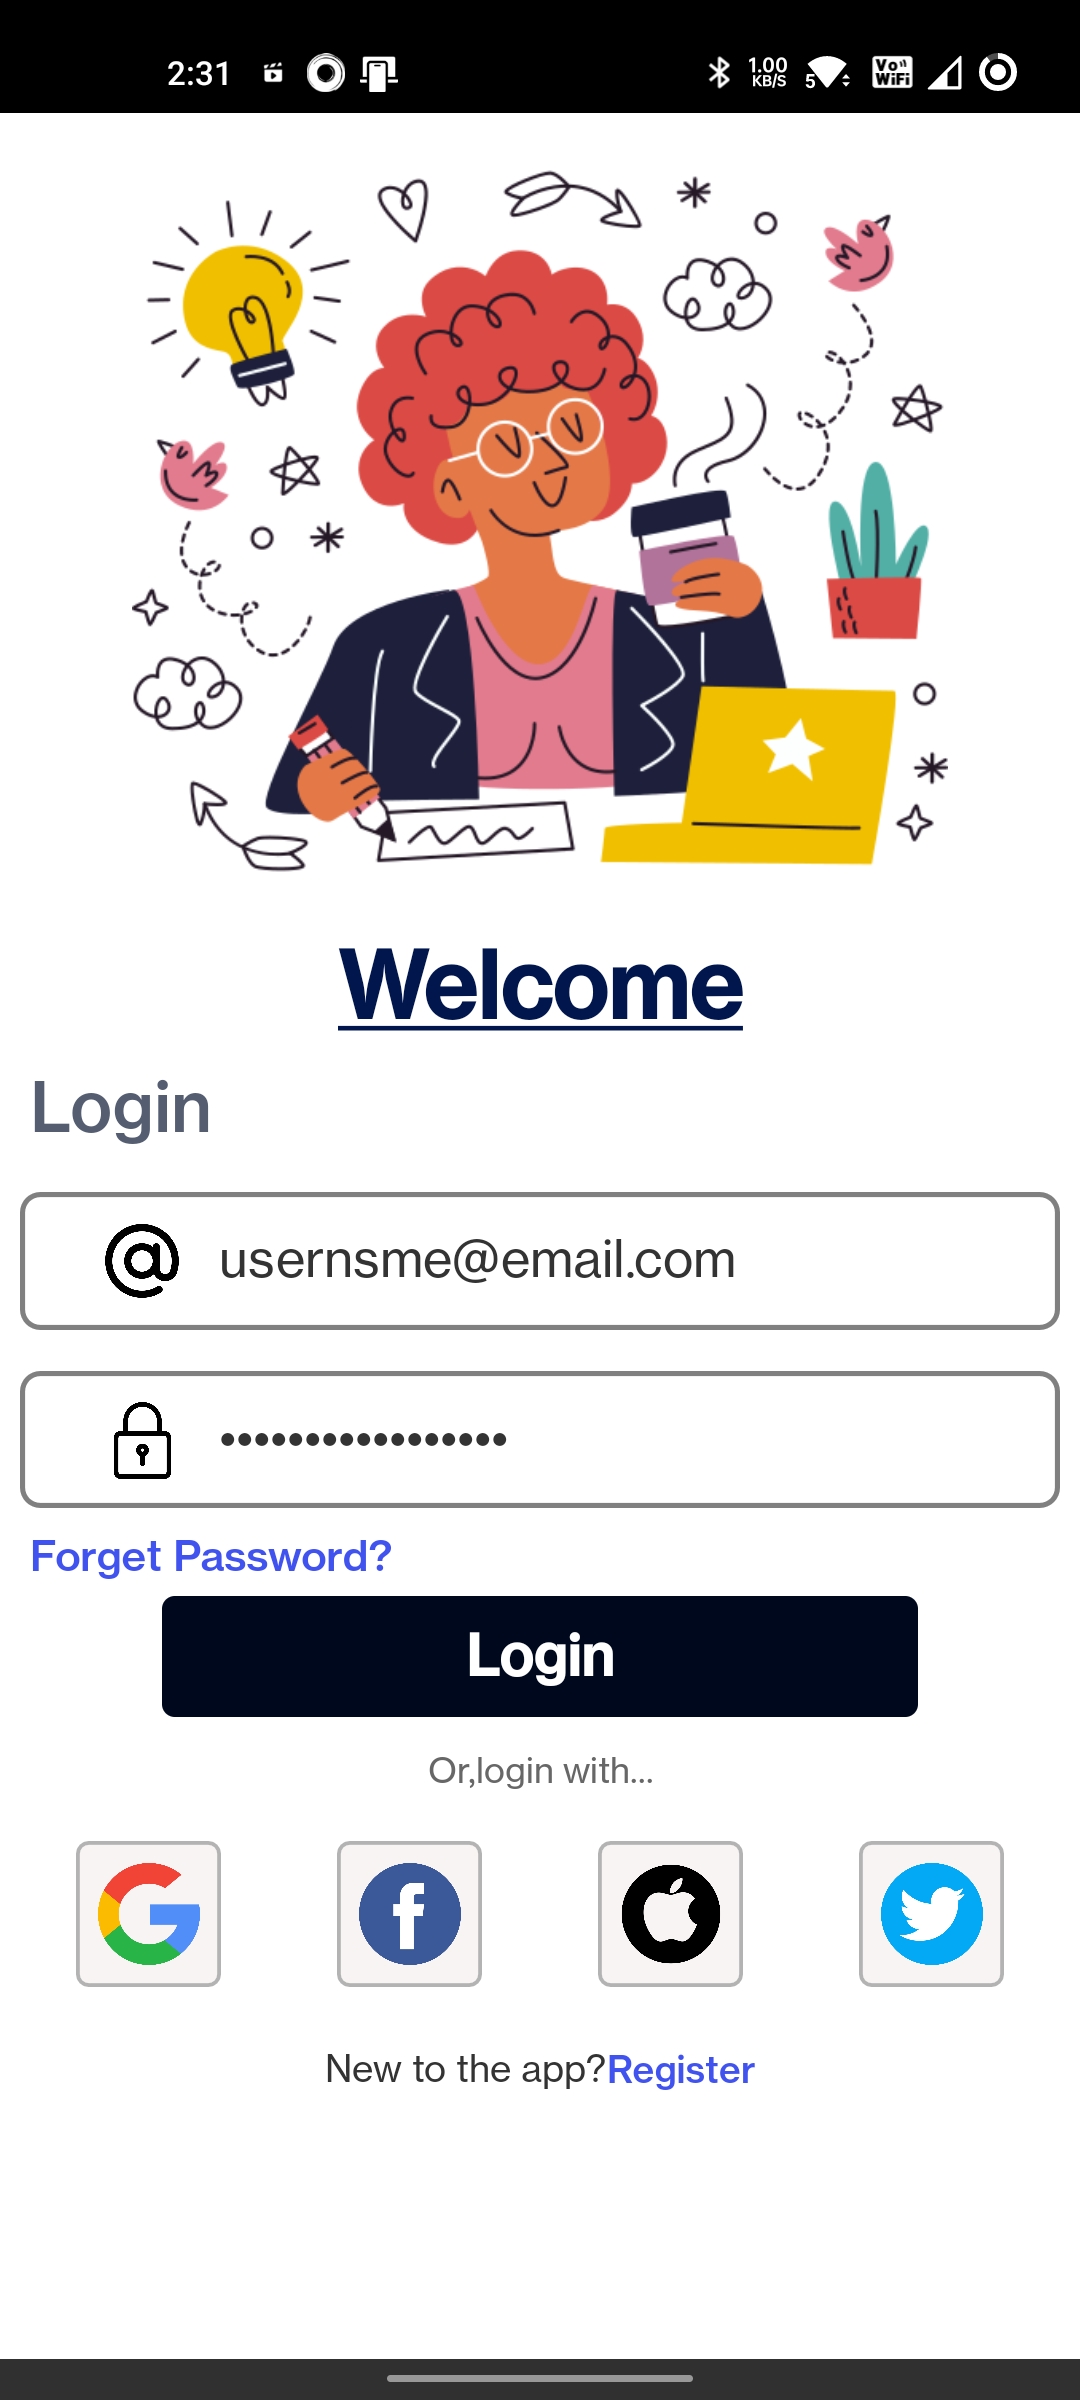 2:31 1.00 KB/S 5 Vo WiFi
Welcome
Login
usernsme@email.com
•••••••••••••••••
Forget Password?
Login
Or,login with...
New to the app?Register